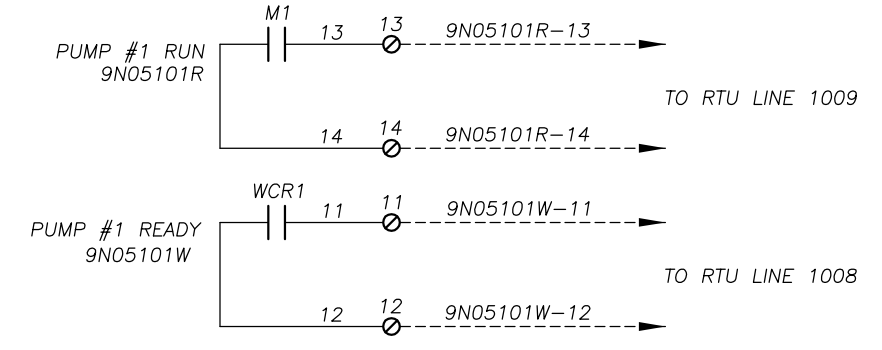 M1
13
13
9N05101R-13
PUMP #1 RUN
9N05101R
TO RTU LINE 1009
14
14
9N05101R-14
WCR1
11
11
9N05101W-11
PUMP #1 READY
9N05101W
TO RTU LINE 1008
12
12
9N05101W-12